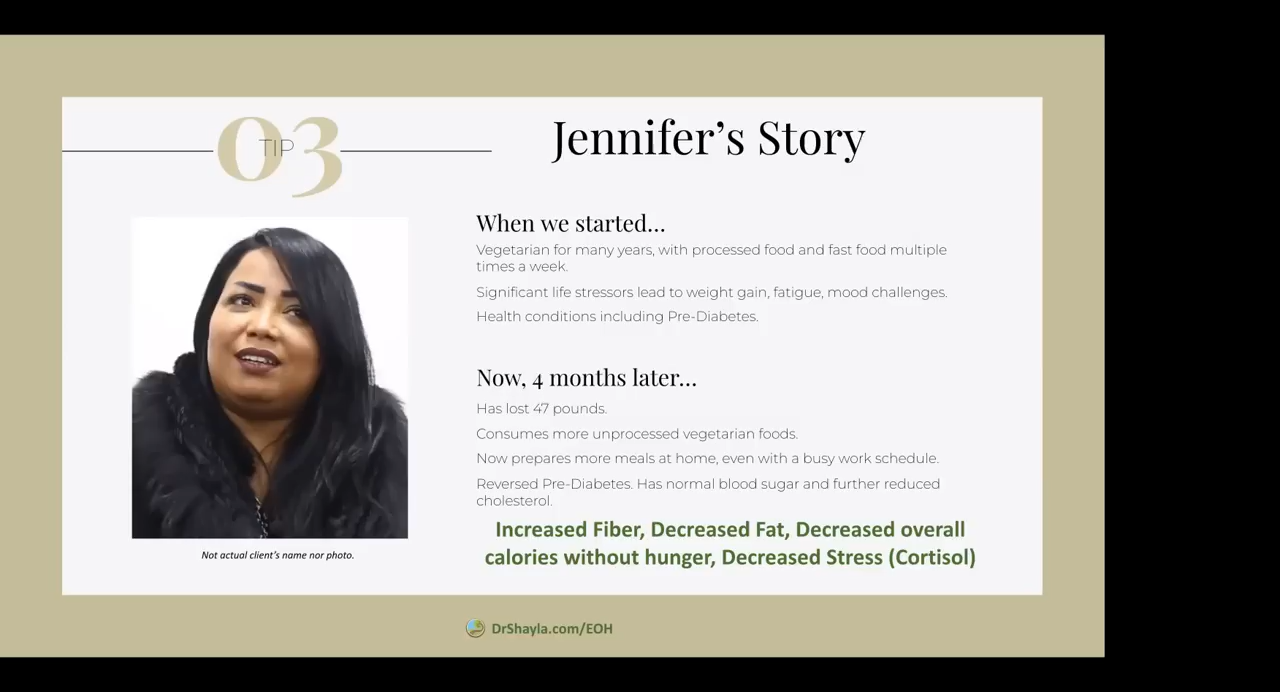 03
TIP
Jennifer’s Story
When we started...
Vegetarian for many years, with processed food and fast food multiple
times a week.
Significant life stressors lead to weight gain, fatigue, mood challenges.
Health conditions including Pre-Diabetes.
Now, 4 months later...
Has lost 47 pounds.
Consumes more unprocessed vegetarian foods.
Now prepares more meals at home, even with a busy work schedule.
Reversed Pre-Diabetes. Has normal blood sugar and further reduced
cholesterol.
Increased Fiber, Decreased Fat, Decreased overall
calories without hunger, Decreased Stress (Cortisol)
Not actual client’s name nor photo.
DrShayla.com/EOH